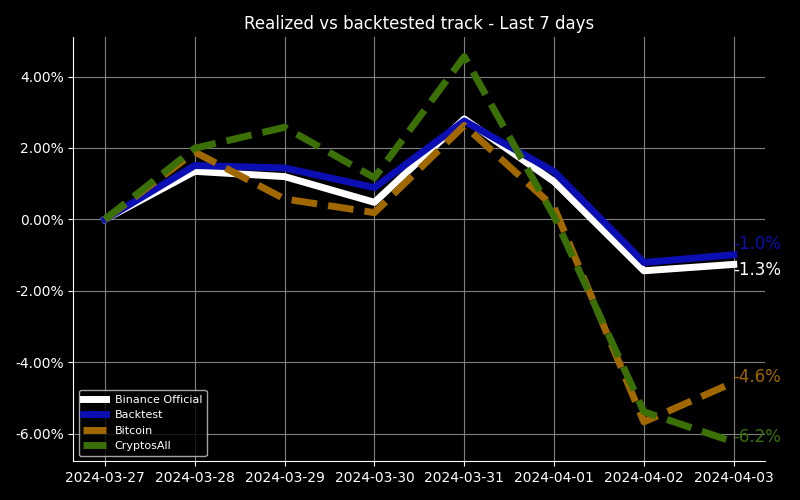 Realized vs backtested track - Last 7 days
4.00%
2.00%
0.00%
-2.00%
-4.00%
-6.00%
-1.0%
-1.3%
-4.6%
-6.2%
Binance Official
Backtest
Bitcoin
CryptosAll
2024-03-27 2024-03-28 2024-03-29 2024-03-30 2024-03-31 2024-04-01 2024-04-02 2024-04-03